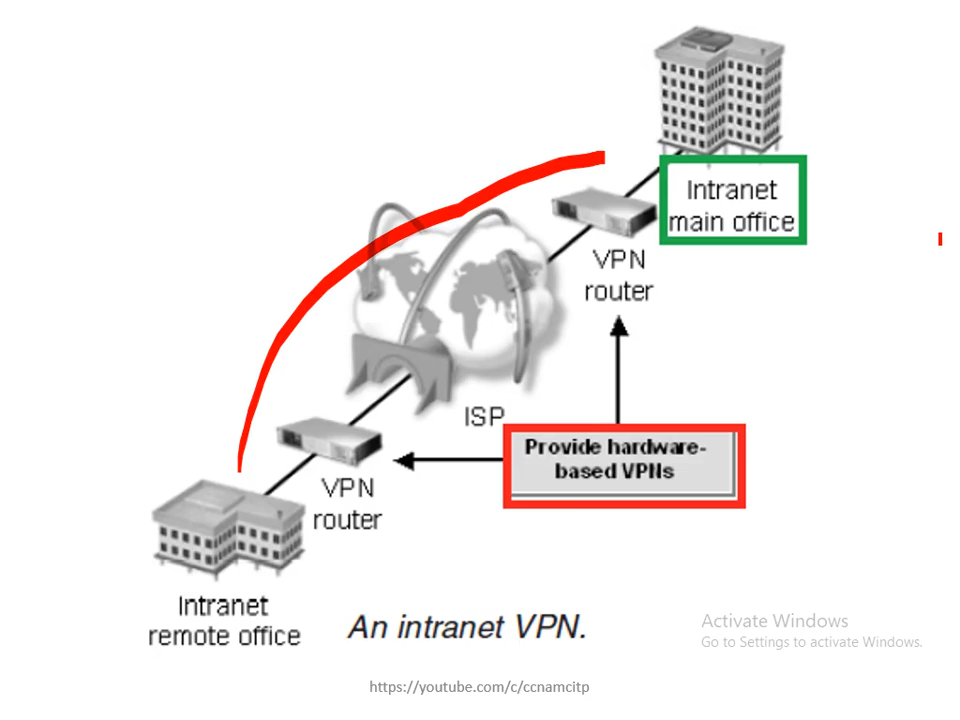 Intranet
main office
VPN
router
ISP
Provide hardware-
based VPNs
VPN
router
Intranet
remote office
An intranet VPN.
Activate Windows
Go to Settings to activate Windows.
https://youtube.com/c/ccnamcitp